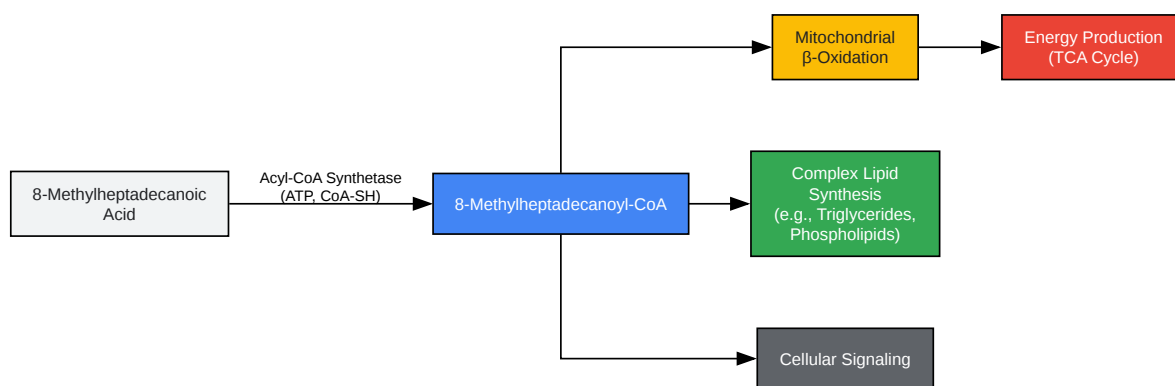 Mitochondrial
β-Oxidation
Energy Production
(TCA Cycle)
8-Methylheptadecanoic
Acid
Acyl-CoA Synthetase
(ATP, CoA-SH)
8-Methylheptadecanoyl-CoA
Complex Lipid
Synthesis
(e.g., Triglycerides,
Phospholipids)
Cellular Signaling